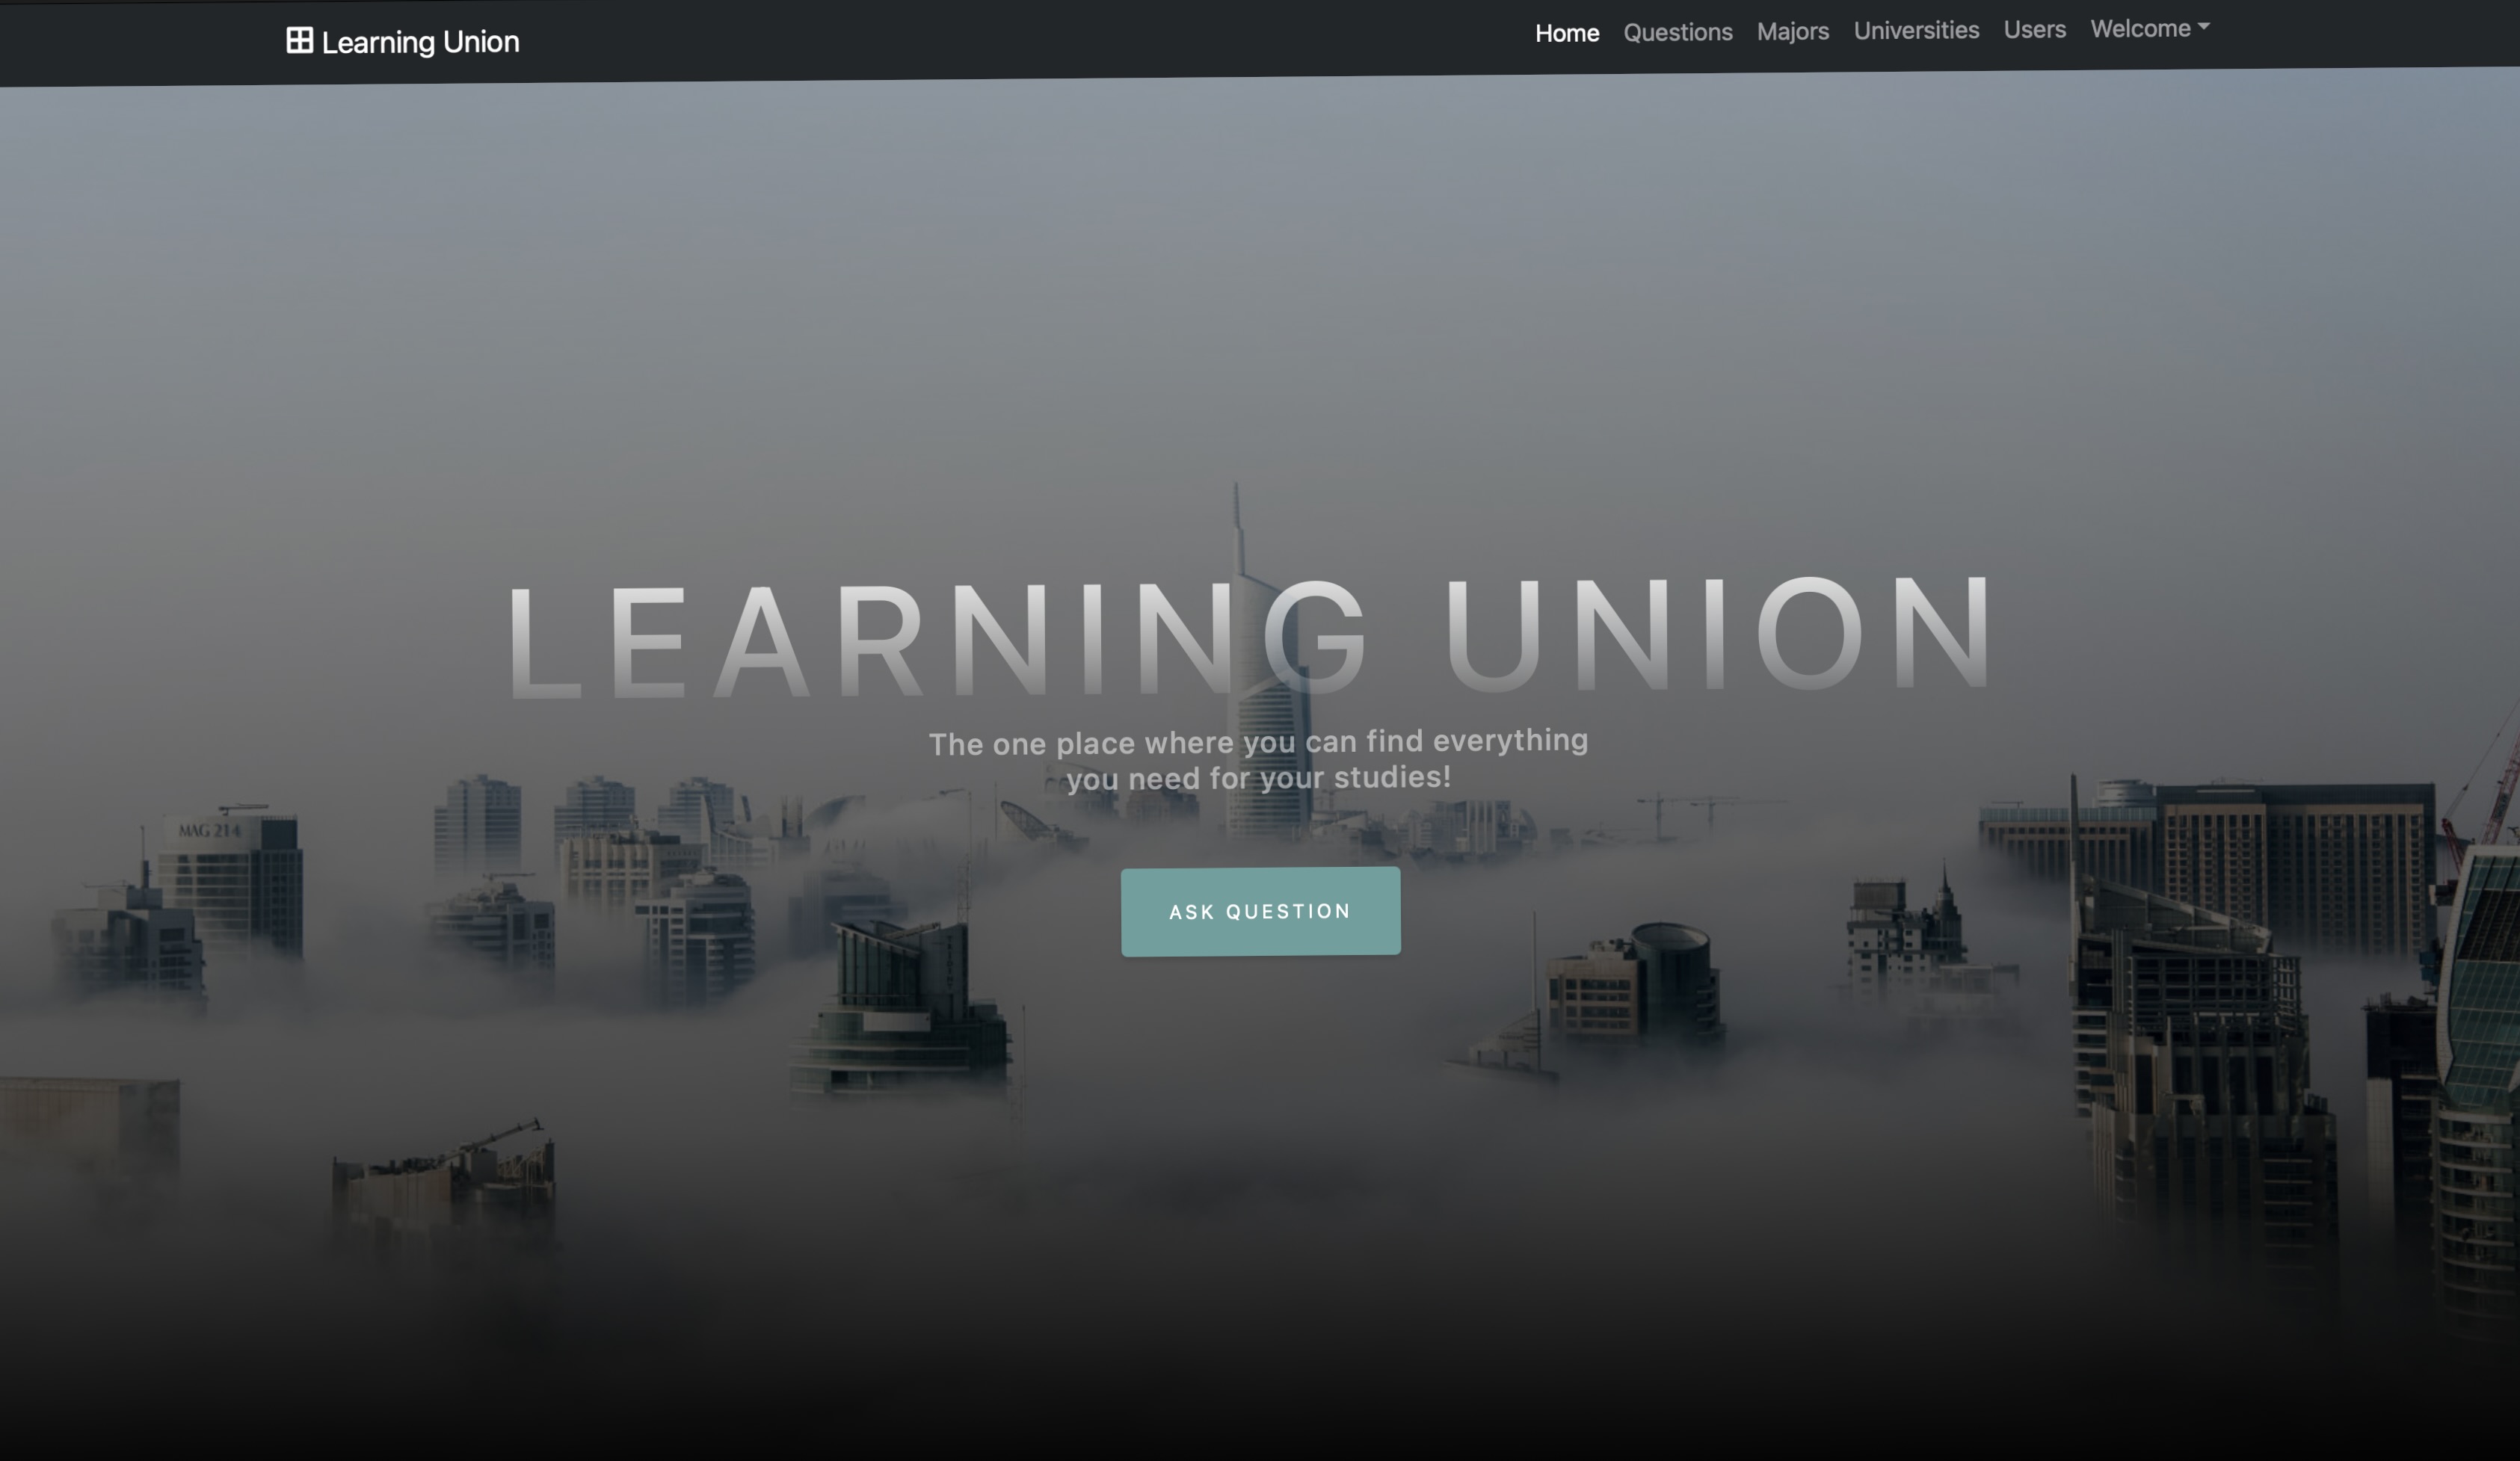 Learning Union
Home Questions Majors Universities Users Welcome
LEARNING UNION
The one place where you can find everything
you need for your studies!
MAG 214
ASK QUESTION